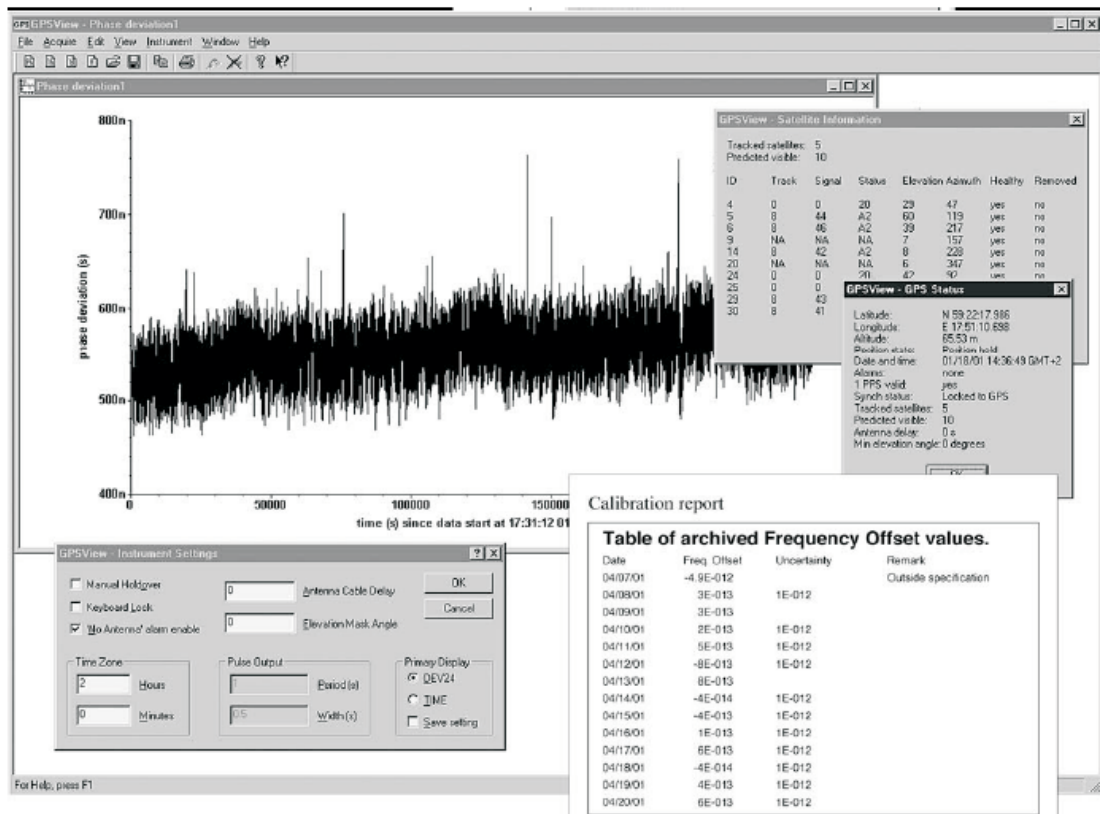 GPSView - Phase deviation1
File Acquire Edit View Instrument Window Help
Phase deviation1
800n
700n
600n
500n
400n
phase deviation (s)
0 50000 100000 150000
time (s) since data start at 17:31:12 01
GPSView - Satellite Information
Tracked satellites: 5
Predicted visible: 10
ID Track Signal Status Elevation Azimuth Healthy Removed
4 0 0 20 29 47 yes no
5 8 44 A2 60 119 yes no
6 8 46 A2 39 217 yes no
9 NA NA NA 7 157 yes no
14 8 42 A2 8 228 yes no
20 NA NA NA 6 347 yes no
24 0 0 20 42 92 yes no
25 0 0
29 8 43
30 8 41
GPSView - GPS Status
Latitude: N 59:22:17.986
Longitude: E 17:51:10.698
Altitude: 65.53 m
Position state: Position hold
Date and time: 01/18/01 14:36:49 GMT+2
Alarms: none
1 PPS valid: yes
Synch status: Locked to GPS
Tracked satellites: 5
Predicted visible: 10
Antenna delay: 0 s
Min elevation angle: 0 degrees
GPSView - Instrument Settings
Manual Holdover
Keyboard Lock
'No Antenna' alarm enable
0 Antenna Cable Delay
0 Elevation Mask Angle
OK
Cancel
Time Zone
2 Hours
0 Minutes
Pulse Output
1 Period (s)
0.5 Width (s)
Primary Display
DEV24
TIME
Save setting
Calibration report
Table of archived Frequency Offset values.
Date Freq. Offset Uncertainty Remark
04/07/01 -4.9E-012 Outside specification
04/08/01 3E-013 1E-012
04/09/01 3E-013
04/10/01 2E-013 1E-012
04/11/01 5E-013 1E-012
04/12/01 -8E-013 1E-012
04/13/01 8E-013
04/14/01 -4E-014 1E-012
04/15/01 -4E-013 1E-012
04/16/01 1E-013 1E-012
04/17/01 6E-013 1E-012
04/18/01 -4E-014 1E-012
04/19/01 4E-013 1E-012
04/20/01 6E-013 1E-012
For Help, press F1